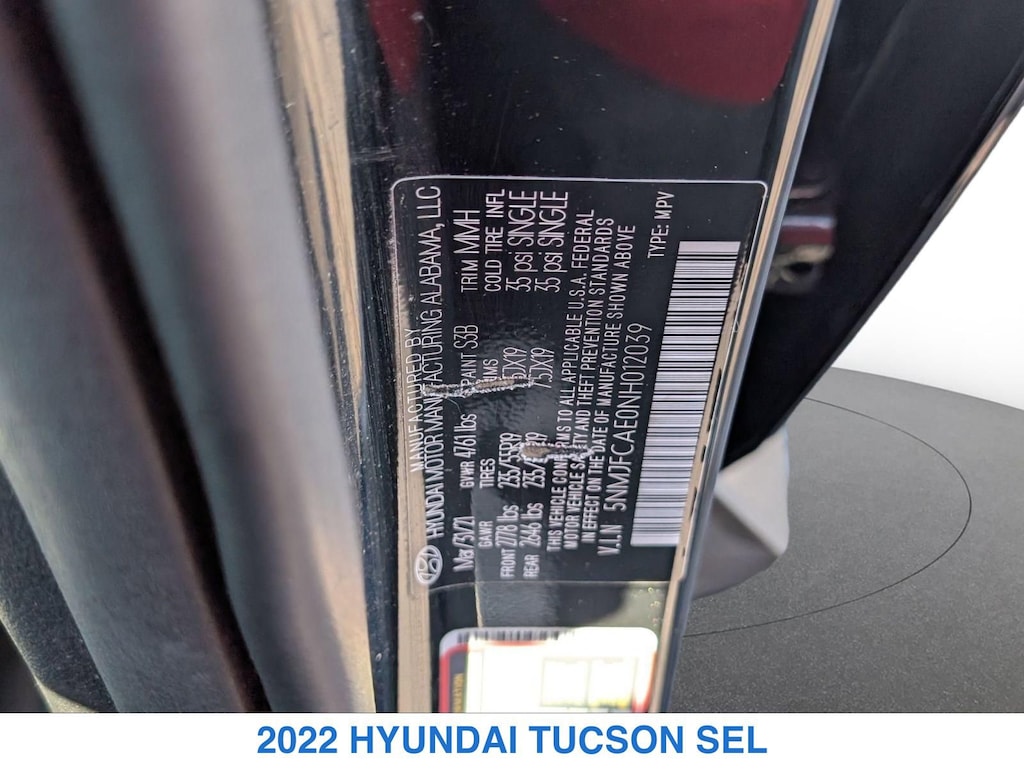 MANUFACTURED BY
HYUNDAI MOTOR MANUFACTURING ALABAMA, LLC
Mar/31/21 GVWR 4761 lbs PAINT S3B TRIM MMH
GAWR TIRES RIMS COLD TIRE INFL
FRONT 2778 lbs 235/55R19 7.5JX19 35 psi SINGLE
REAR 2646 lbs 235/ R19 7.5JX19 35 psi SINGLE
THIS VEHICLE CONFORMS TO ALL APPLICABLE U.S.A. FEDERAL
MOTOR VEHICLE SAFETY AND THEFT PREVENTION STANDARDS
IN EFFECT ON THE DATE OF MANUFACTURE SHOWN ABOVE
V.I.N 5NMJFCAE0NH012039
TYPE: MPV
2022 HYUNDAI TUCSON SEL